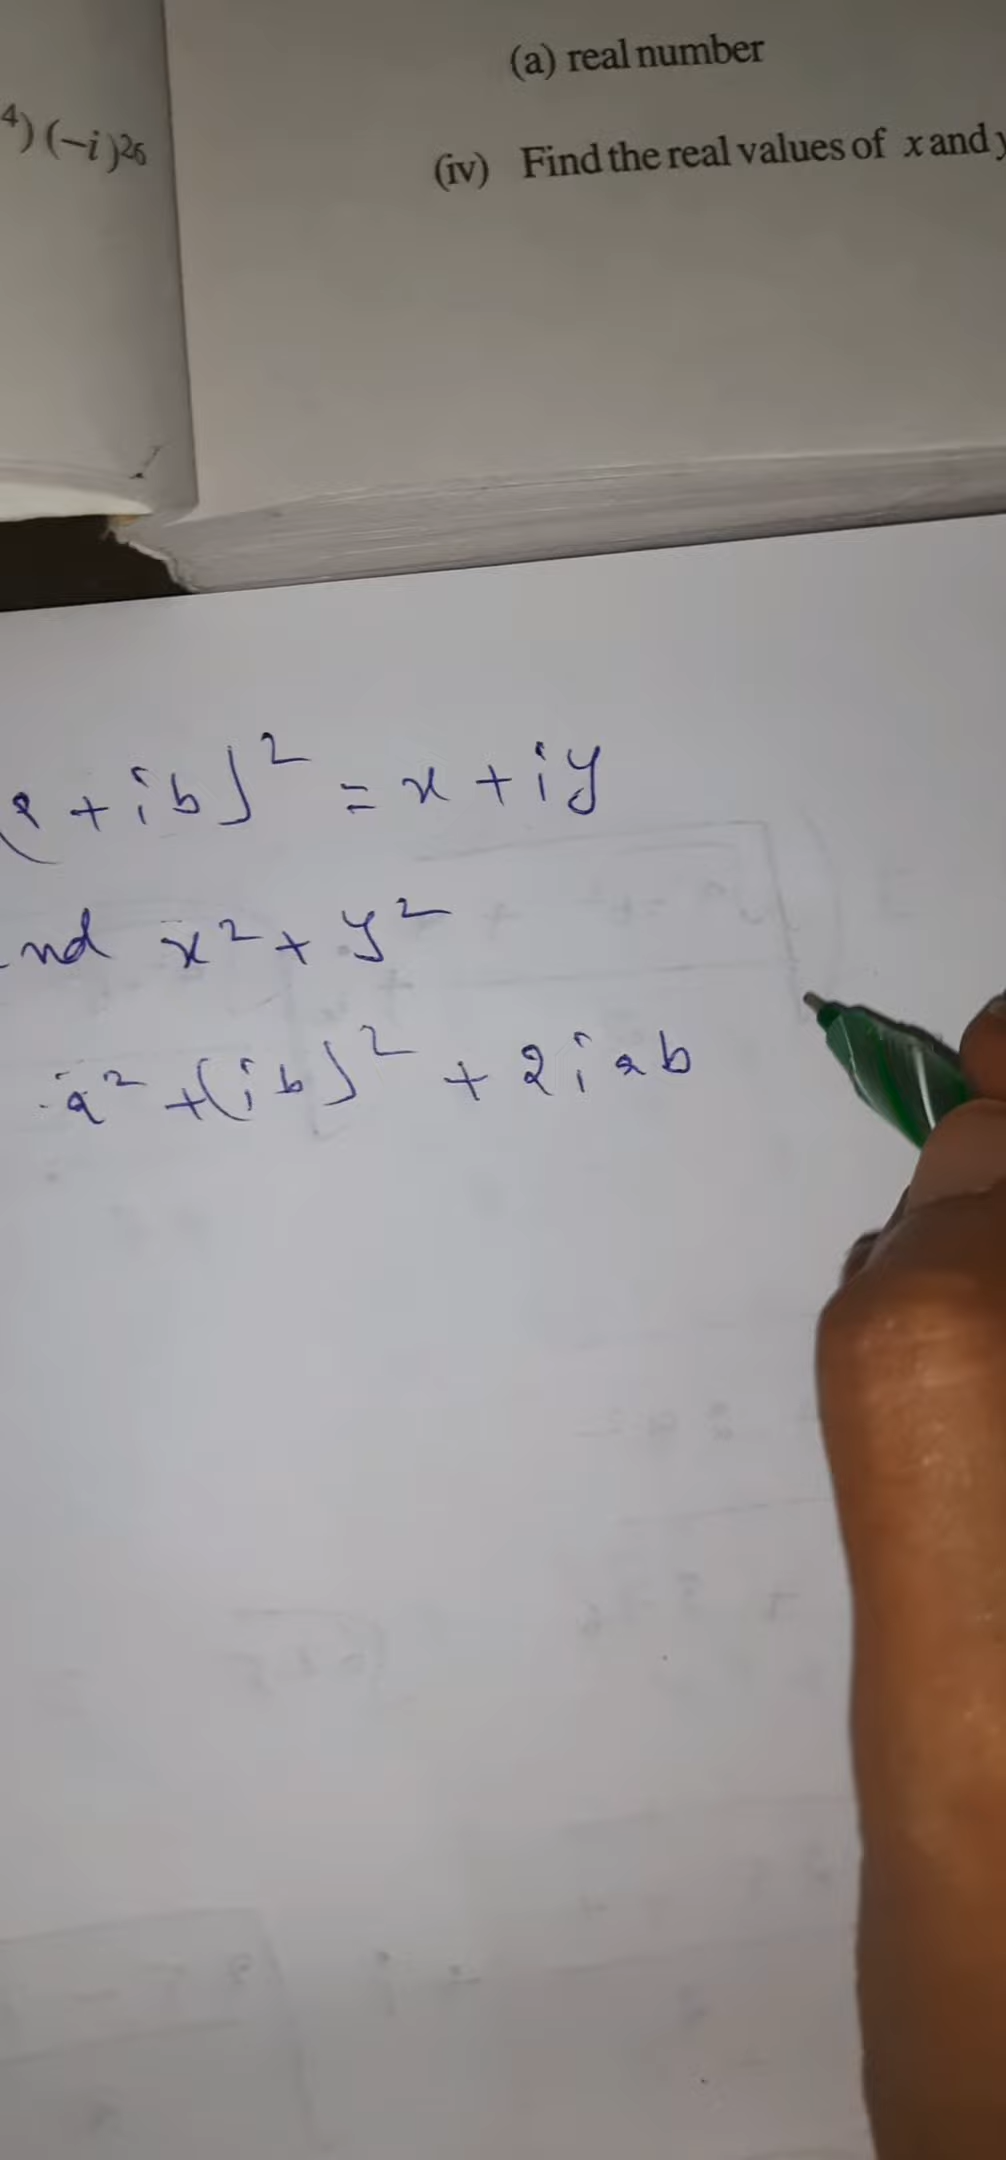 (a) real number
4) (-i)26
(iv) Find the real values of x and y
(a + ib)² = x + iy
nd x² + y²
a² + (ib)² + 2iab